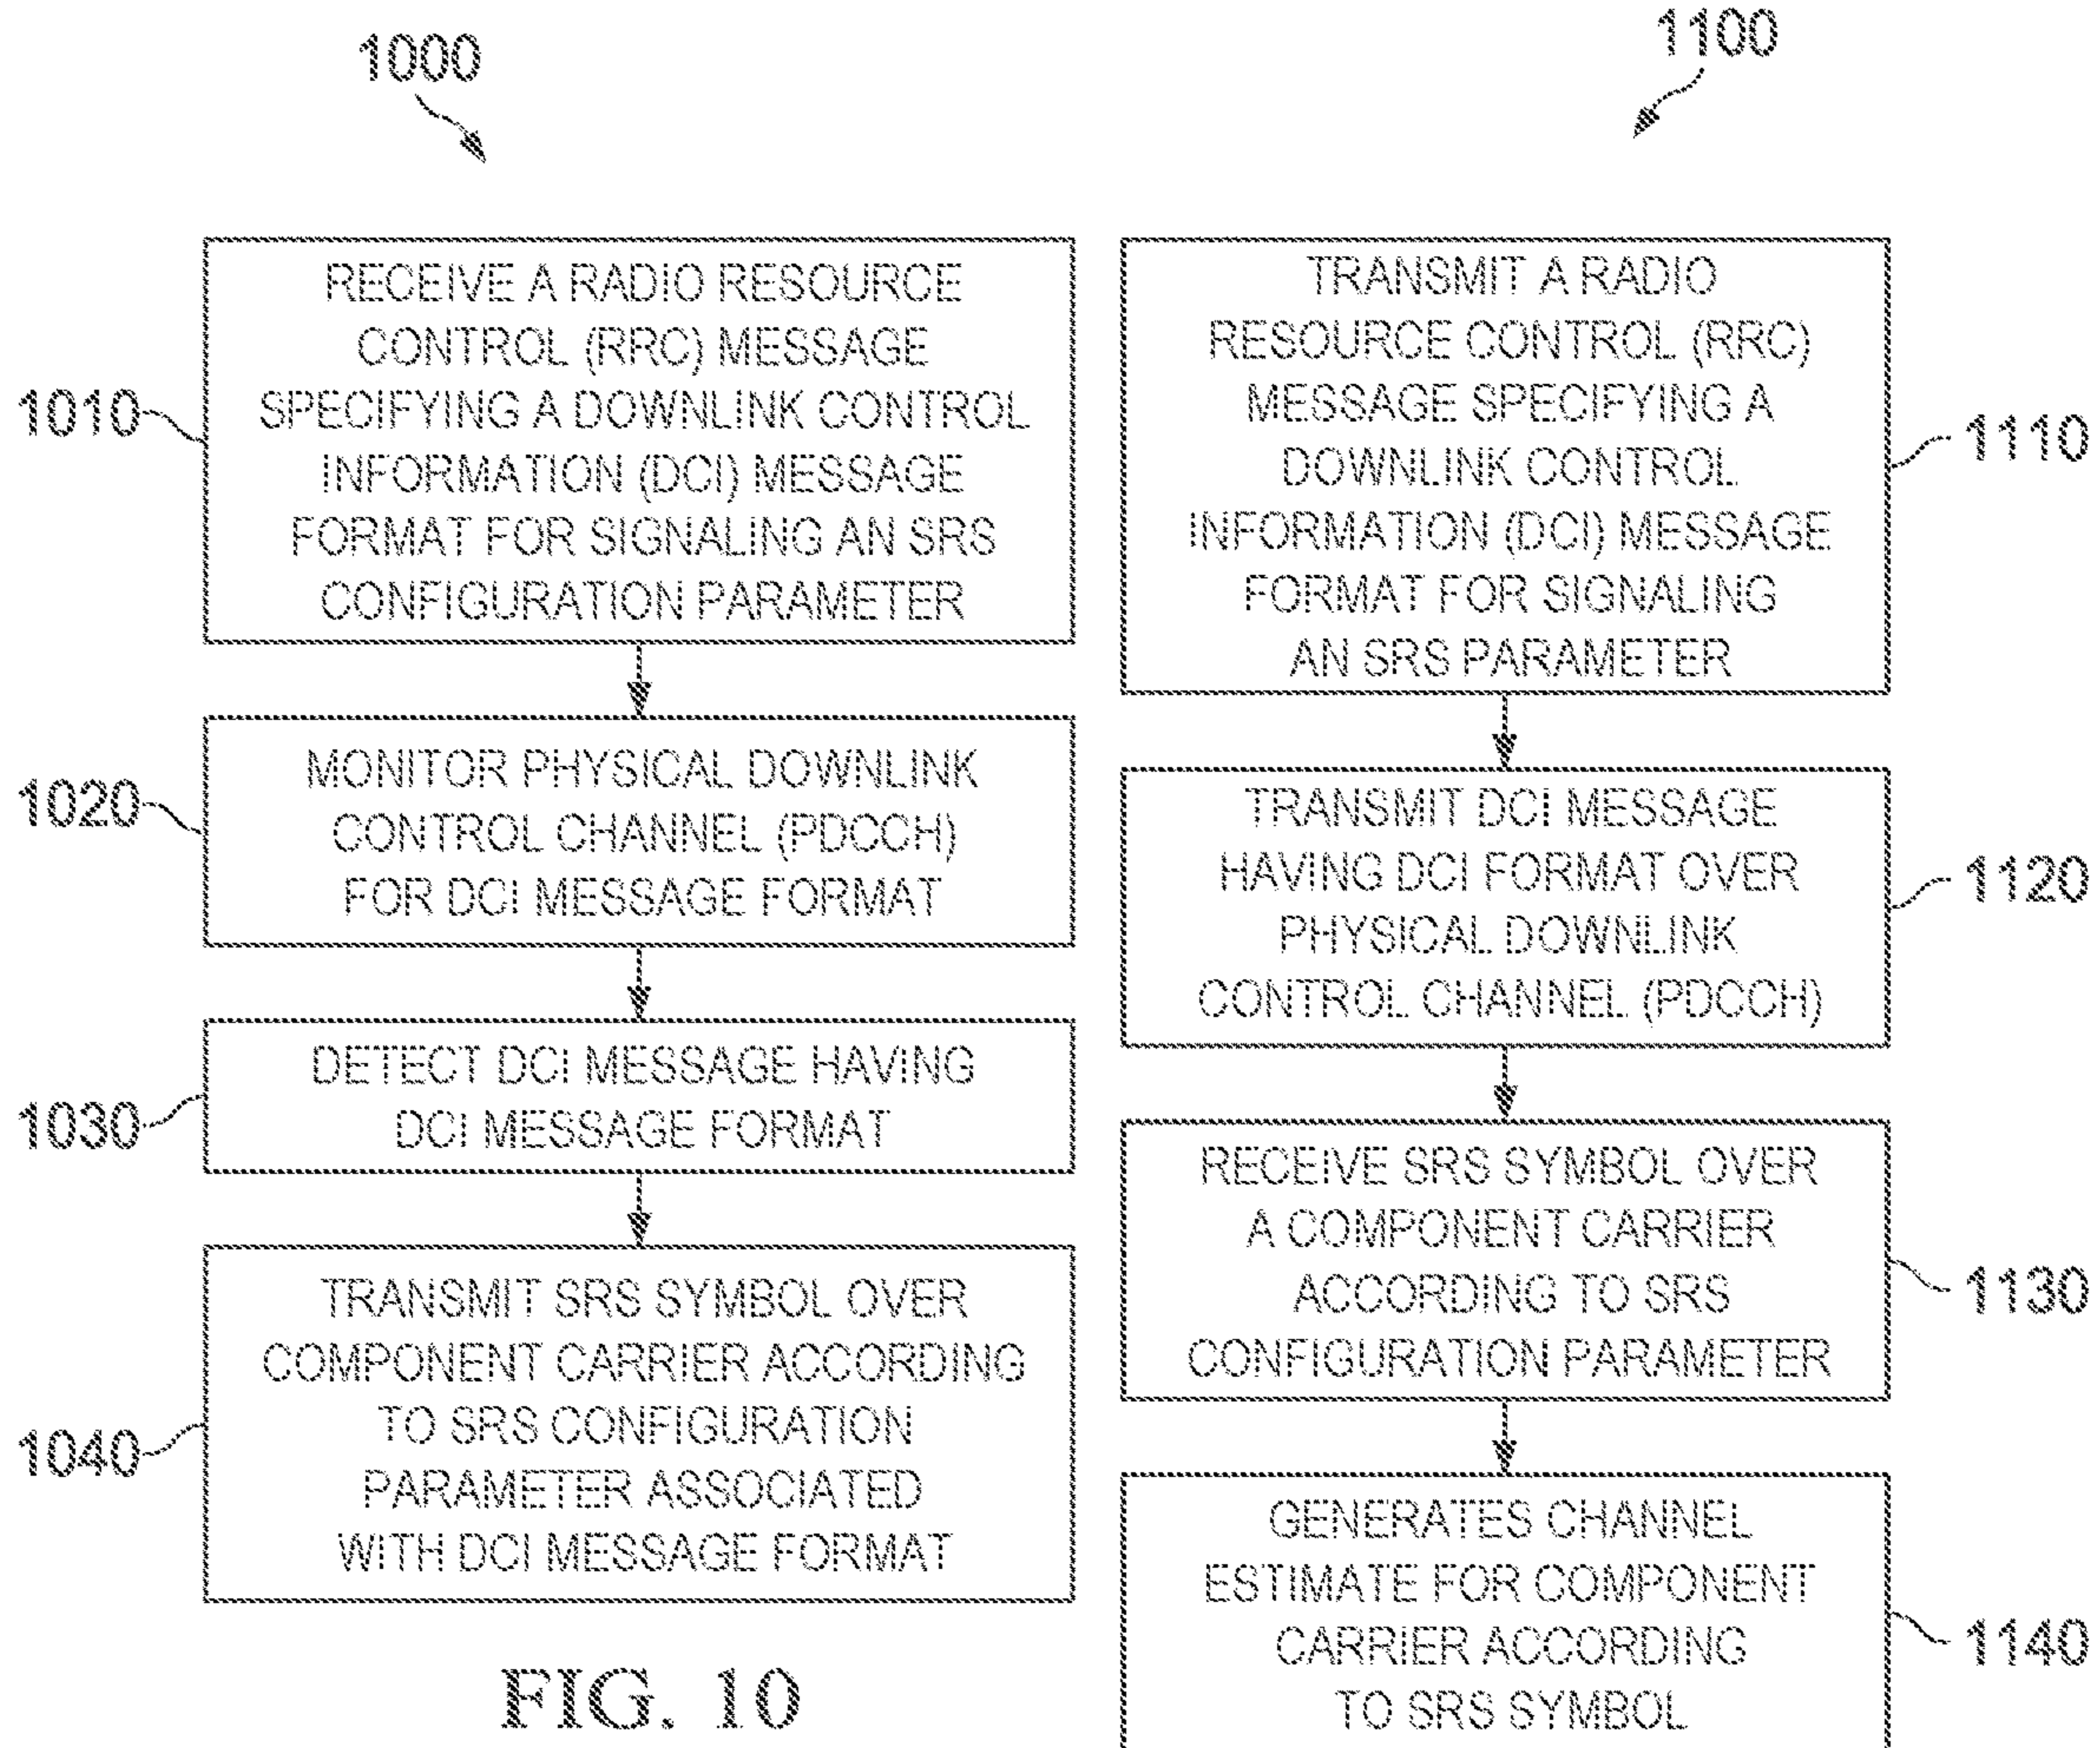 1000
RECEIVE A RADIO RESOURCE
CONTROL (RRC) MESSAGE
SPECIFYING A DOWNLINK CONTROL
INFORMATION (DCI) MESSAGE
FORMAT FOR SIGNALING AN SRS
CONFIGURATION PARAMETER
1010
MONITOR PHYSICAL DOWNLINK
CONTROL CHANNEL (PDCCH)
FOR DCI MESSAGE FORMAT
1020
DETECT DCI MESSAGE HAVING
DCI MESSAGE FORMAT
1030
TRANSMIT SRS SYMBOL OVER
COMPONENT CARRIER ACCORDING
TO SRS CONFIGURATION
PARAMETER ASSOCIATED
WITH DCI MESSAGE FORMAT
1040
FIG. 10
1100
TRANSMIT A RADIO
RESOURCE CONTROL (RRC)
MESSAGE SPECIFYING A
DOWNLINK CONTROL
INFORMATION (DCI) MESSAGE
FORMAT FOR SIGNALING
AN SRS PARAMETER
1110
TRANSMIT DCI MESSAGE
HAVING DCI FORMAT OVER
PHYSICAL DOWNLINK
CONTROL CHANNEL (PDCCH)
1120
RECEIVE SRS SYMBOL OVER
A COMPONENT CARRIER
ACCORDING TO SRS
CONFIGURATION PARAMETER
1130
GENERATES CHANNEL
ESTIMATE FOR COMPONENT
CARRIER ACCORDING
TO SRS SYMBOL
1140